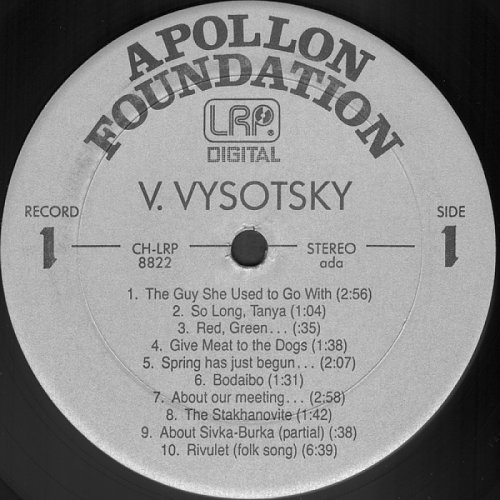 APOLLON
FOUNDATION
LRP.
DIGITAL
V. VYSOTSKY
RECORD
1
SIDE
1
CH-LRP
8822
STEREO
ada
1. The Guy She Used to Go With (2:56)
2. So Long, Tanya (1:04)
3. Red, Green... (:35)
4. Give Meat to the Dogs (1:38)
5. Spring has just begun... (2:07)
6. Bodaibo (1:31)
7. About our meeting... (2:58)
8. The Stakhanovite (1:42)
9. About Sivka-Burka (partial) (:38)
10. Rivulet (folk song) (6:39)